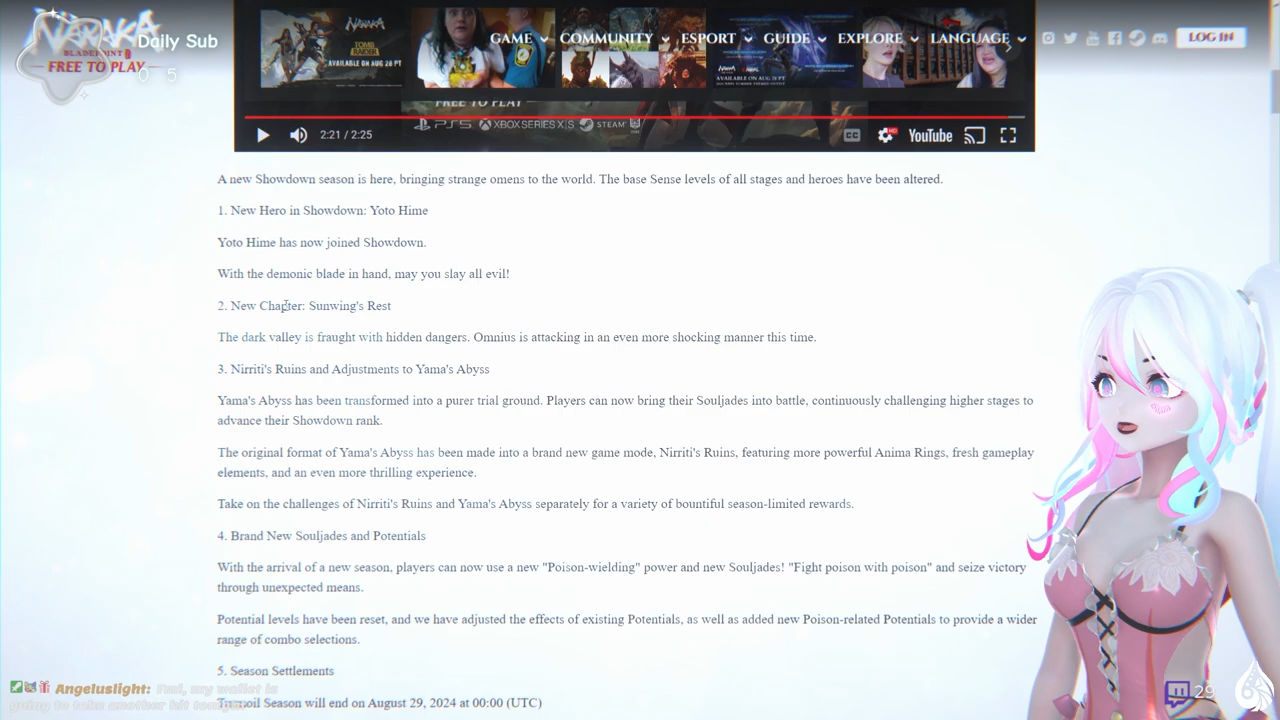 NARAKA
BLADEPOINT
FREE TO PLAY
Daily Sub
0 5
NARAKA
TOMB RAIDER
AVAILABLE ON AUG 20 PT
GAME COMMUNITY ESPORT GUIDE EXPLORE LANGUAGE LOG IN
FREE TO PLAY
PS5 XBOX SERIES X|S STEAM
2:21 / 2:25 CC HD YouTube
A new Showdown season is here, bringing strange omens to the world. The base Sense levels of all stages and heroes have been altered.
1. New Hero in Showdown: Yoto Hime
Yoto Hime has now joined Showdown.
With the demonic blade in hand, may you slay all evil!
2. New Chapter: Sunwing's Rest
The dark valley is fraught with hidden dangers. Omnius is attacking in an even more shocking manner this time.
3. Nirriti's Ruins and Adjustments to Yama's Abyss
Yama's Abyss has been transformed into a purer trial ground. Players can now bring their Souljades into battle, continuously challenging higher stages to
advance their Showdown rank.
The original format of Yama's Abyss has been made into a brand new game mode, Nirriti's Ruins, featuring more powerful Anima Rings, fresh gameplay
elements, and an even more thrilling experience.
Take on the challenges of Nirriti's Ruins and Yama's Abyss separately for a variety of bountiful season-limited rewards.
4. Brand New Souljades and Potentials
With the arrival of a new season, players can now use a new "Poison-wielding" power and new Souljades! "Fight poison with poison" and seize victory
through unexpected means.
Potential levels have been reset, and we have adjusted the effects of existing Potentials, as well as added new Poison-related Potentials to provide a wider
range of combo selections.
5. Season Settlements
Turmoil Season will end on August 29, 2024 at 00:00 (UTC)
Angeluslight: my wallet is
going to take another hit
29